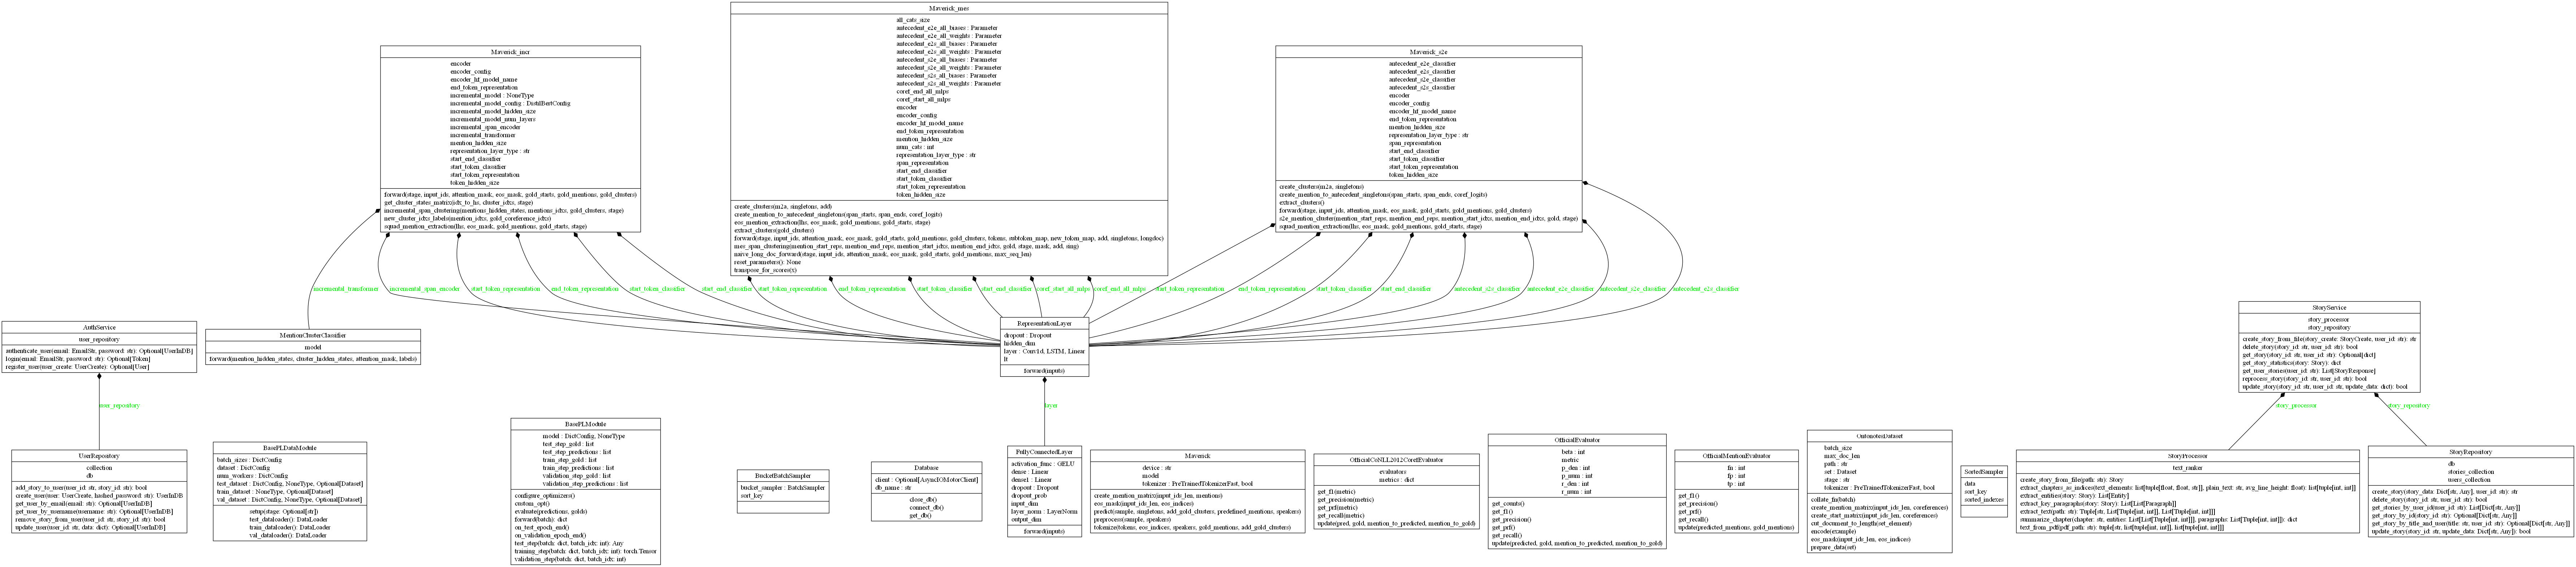 Maverick_incr
encoder
encoder_config
encoder_hf_model_name
end_token_representation
incremental_model : NoneType
incremental_model_config : DistilBertConfig
incremental_model_hidden_size
incremental_model_num_layers
incremental_span_encoder
incremental_transformer
mention_hidden_size
representation_layer_type : str
start_end_classifier
start_token_classifier
start_token_representation
token_hidden_size
forward(stage, input_ids, attention_mask, eos_mask, gold_starts, gold_mentions, gold_clusters)
get_cluster_states_matrix(idx_to_hs, cluster_idxs, stage)
incremental_span_clustering(mentions_hidden_states, mentions_idxs, gold_clusters, stage)
new_cluster_idxs_labels(mention_idxs, gold_coreference_idxs)
squad_mention_extraction(lhs, eos_mask, gold_mentions, gold_starts, stage)
Maverick_mes
all_cats_size
antecedent_e2e_all_biases : Parameter
antecedent_e2e_all_weights : Parameter
antecedent_e2s_all_biases : Parameter
antecedent_e2s_all_weights : Parameter
antecedent_s2e_all_biases : Parameter
antecedent_s2e_all_weights : Parameter
antecedent_s2s_all_biases : Parameter
antecedent_s2s_all_weights : Parameter
coref_end_all_mlps
coref_start_all_mlps
encoder
encoder_config
encoder_hf_model_name
end_token_representation
mention_hidden_size
num_cats : int
representation_layer_type : str
span_representation
start_end_classifier
start_token_classifier
start_token_representation
token_hidden_size
create_clusters(m2a, singletons, add)
create_mention_to_antecedent_singletons(span_starts, span_ends, coref_logits)
eos_mention_extraction(lhs, eos_mask, gold_mentions, gold_starts, stage)
extract_clusters(gold_clusters)
forward(stage, input_ids, attention_mask, eos_mask, gold_starts, gold_mentions, gold_clusters, tokens, subtoken_map, new_token_map, add, singletons, longdoc)
mes_span_clustering(mention_start_reps, mention_end_reps, mention_start_idxs, mention_end_idxs, gold, stage, mask, add, sing)
naive_long_doc_forward(stage, input_ids, attention_mask, eos_mask, gold_starts, gold_mentions, max_seq_len)
reset_parameters(): None
transpose_for_scores(x)
Maverick_s2e
antecedent_e2e_classifier
antecedent_e2s_classifier
antecedent_s2e_classifier
antecedent_s2s_classifier
encoder
encoder_config
encoder_hf_model_name
end_token_representation
mention_hidden_size
representation_layer_type : str
span_representation
start_end_classifier
start_token_classifier
start_token_representation
token_hidden_size
create_clusters(m2a, singletons)
create_mention_to_antecedent_singletons(span_starts, span_ends, coref_logits)
extract_clusters()
forward(stage, input_ids, attention_mask, eos_mask, gold_starts, gold_mentions, gold_clusters)
s2e_mention_cluster(mention_start_reps, mention_end_reps, mention_start_idxs, mention_end_idxs, gold, stage)
squad_mention_extraction(lhs, eos_mask, gold_mentions, gold_starts, stage)
incremental_transformer
incremental_span_encoder
start_token_representation
end_token_representation
start_token_classifier
start_end_classifier
start_token_representation
end_token_representation
start_token_classifier
start_end_classifier
coref_start_all_mlps
coref_end_all_mlps
start_token_representation
end_token_representation
start_token_classifier
start_end_classifier
antecedent_s2s_classifier
antecedent_e2e_classifier
antecedent_s2e_classifier
antecedent_e2s_classifier
AuthService
user_repository
authenticate_user(email: EmailStr, password: str): Optional[UserInDB]
login(email: EmailStr, password: str): Optional[Token]
register_user(user_create: UserCreate): Optional[User]
MentionClusterClassifier
model
forward(mention_hidden_states, cluster_hidden_states, attention_mask, labels)
RepresentationLayer
dropout : Dropout
hidden_dim
layer : Conv1d, LSTM, Linear
lt
forward(inputs)
StoryService
story_processor
story_repository
create_story_from_file(story_create: StoryCreate, user_id: str): str
delete_story(story_id: str, user_id: str): bool
get_story(story_id: str, user_id: str): Optional[dict]
get_story_statistics(story: Story): dict
get_user_stories(user_id: str): List[StoryResponse]
reprocess_story(story_id: str, user_id: str): bool
update_story(story_id: str, user_id: str, update_data: dict): bool
user_repository
layer
story_processor
story_repository
UserRepository
collection
db
add_story_to_user(user_id: str, story_id: str): bool
create_user(user: UserCreate, hashed_password: str): UserInDB
get_user_by_email(email: str): Optional[UserInDB]
get_user_by_username(username: str): Optional[UserInDB]
remove_story_from_user(user_id: str, story_id: str): bool
update_user(user_id: str, data: dict): Optional[UserInDB]
BasePLDataModule
batch_sizes : DictConfig
dataset : DictConfig
num_workers : DictConfig
test_dataset : DictConfig, NoneType, Optional[Dataset]
train_dataset : NoneType, Optional[Dataset]
val_dataset : DictConfig, NoneType, Optional[Dataset]
setup(stage: Optional[str])
test_dataloader(): DataLoader
train_dataloader(): DataLoader
val_dataloader(): DataLoader
BasePLModule
model : DictConfig, NoneType
test_step_gold : list
test_step_predictions : list
train_step_gold : list
train_step_predictions : list
validation_step_gold : list
validation_step_predictions : list
configure_optimizers()
custom_opt()
evaluate(predictions, golds)
forward(batch): dict
on_test_epoch_end()
on_validation_epoch_end()
test_step(batch: dict, batch_idx: int): Any
training_step(batch: dict, batch_idx: int): torch.Tensor
validation_step(batch: dict, batch_idx: int)
BucketBatchSampler
bucket_sampler : BatchSampler
sort_key
Database
client : Optional[AsyncIOMotorClient]
db_name : str
close_db()
connect_db()
get_db()
FullyConnectedLayer
activation_func : GELU
dense : Linear
dense1 : Linear
dropout : Dropout
dropout_prob
input_dim
layer_norm : LayerNorm
output_dim
forward(inputs)
Maverick
device : str
model
tokenizer : PreTrainedTokenizerFast, bool
create_mention_matrix(input_ids_len, mentions)
eos_mask(input_ids_len, eos_indices)
predict(sample, singletons, add_gold_clusters, predefined_mentions, speakers)
preprocess(sample, speakers)
tokenize(tokens, eos_indices, speakers, gold_mentions, add_gold_clusters)
OfficialCoNLL2012CorefEvaluator
evaluators
metrics : dict
get_f1(metric)
get_precision(metric)
get_prf(metric)
get_recall(metric)
update(pred, gold, mention_to_predicted, mention_to_gold)
OfficialEvaluator
beta : int
metric
p_den : int
p_num : int
r_den : int
r_num : int
get_counts()
get_f1()
get_precision()
get_prf()
get_recall()
update(predicted, gold, mention_to_predicted, mention_to_gold)
OfficialMentionEvaluator
fn : int
fp : int
tp : int
get_f1()
get_precision()
get_prf()
get_recall()
update(predicted_mentions, gold_mentions)
OntonotesDataset
batch_size
max_doc_len
path : str
set : Dataset
stage : str
tokenizer : PreTrainedTokenizerFast, bool
collate_fn(batch)
create_mention_matrix(input_ids_len, coreferences)
create_start_matrix(input_ids_len, coreferences)
cut_document_to_length(set_element)
encode(example)
eos_mask(input_ids_len, eos_indices)
prepare_data(set)
SortedSampler
data
sort_key
sorted_indexes
StoryProcessor
text_ranker
create_story_from_file(path: str): Story
extract_chapters_as_indices(text_elements: list[tuple[float, float, str]], plain_text: str, avg_line_height: float): list[tuple[int, int]]
extract_entities(story: Story): List[Entity]
extract_key_paragraphs(story: Story): List[List[Paragraph]]
extract_text(path: str): Tuple[str, List[Tuple[int, int]], List[Tuple[int, int]]]
summarize_chapter(chapter: str, entities: List[List[Tuple[int, int]]], paragraphs: List[Tuple[int, int]]): dict
text_from_pdf(pdf_path: str): tuple[str, list[tuple[int, int]], list[tuple[int, int]]]
StoryRepository
db
stories_collection
users_collection
create_story(story_data: Dict[str, Any], user_id: str): str
delete_story(story_id: str, user_id: str): bool
get_stories_by_user(user_id: str): List[Dict[str, Any]]
get_story_by_id(story_id: str): Optional[Dict[str, Any]]
get_story_by_title_and_user(title: str, user_id: str): Optional[Dict[str, Any]]
update_story(story_id: str, update_data: Dict[str, Any]): bool